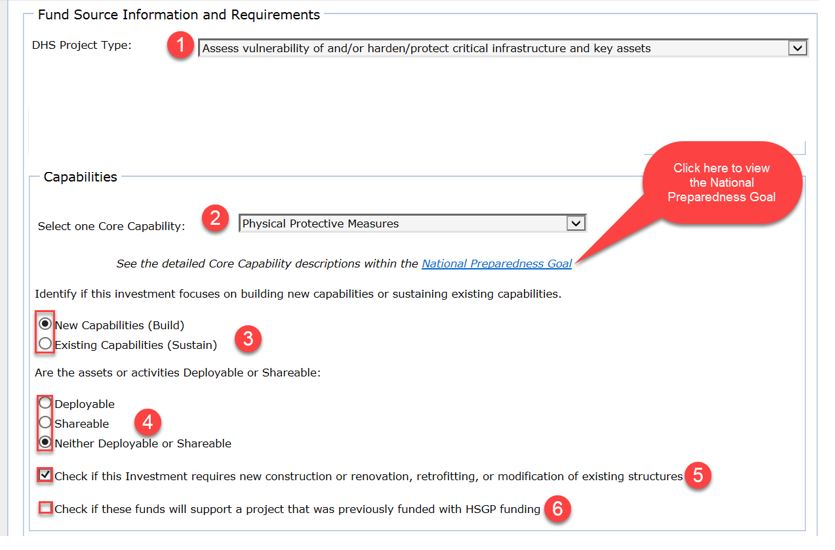 Fund Source Information and Requirements
DHS Project Type:
1
Assess vulnerability of and/or harden/protect critical infrastructure and key assets
Capabilities
Click here to view
the National
Preparedness Goal
Select one Core Capability:
2
Physical Protective Measures
See the detailed Core Capability descriptions within the National Preparedness Goal
Identify if this investment focuses on building new capabilities or sustaining existing capabilities.
New Capabilities (Build)
3
Existing Capabilities (Sustain)
Are the assets or activities Deployable or Shareable:
Deployable
Shareable
4
Neither Deployable or Shareable
Check if this Investment requires new construction or renovation, retrofitting, or modification of existing structures
5
Check if these funds will support a project that was previously funded with HSGP funding
6